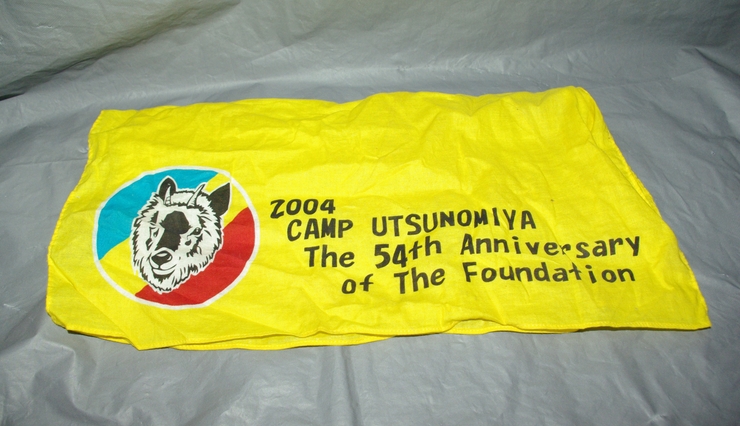 2004
CAMP UTSUNOMIYA
The 54th Anniversary
of The Foundation